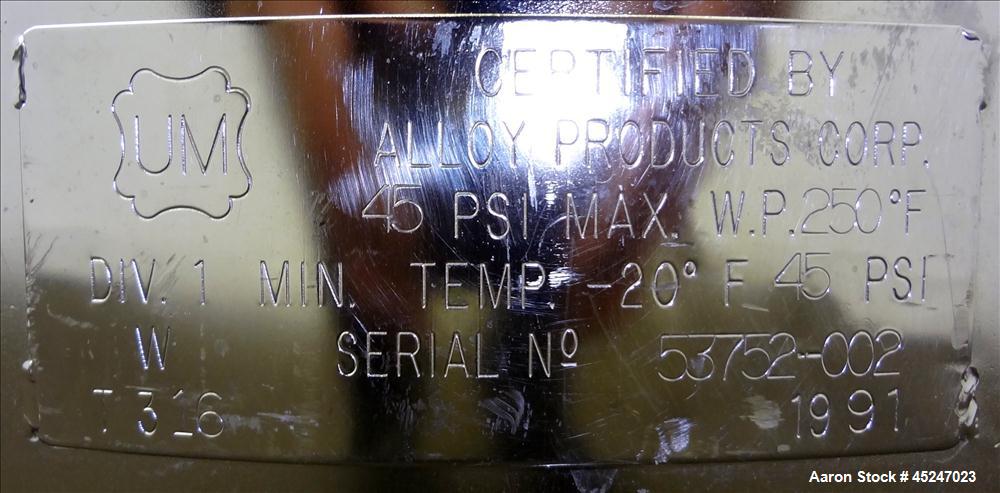 CERTIFIED BY
UM
ALLOY PRODUCTS CORP.
45 PSI MAX. W.P. 250°F
DIV. 1 MIN. TEMP. -20° F 45 PSI
W SERIAL Nº 53752-002
T 316 1991
Aaron Stock # 45247023